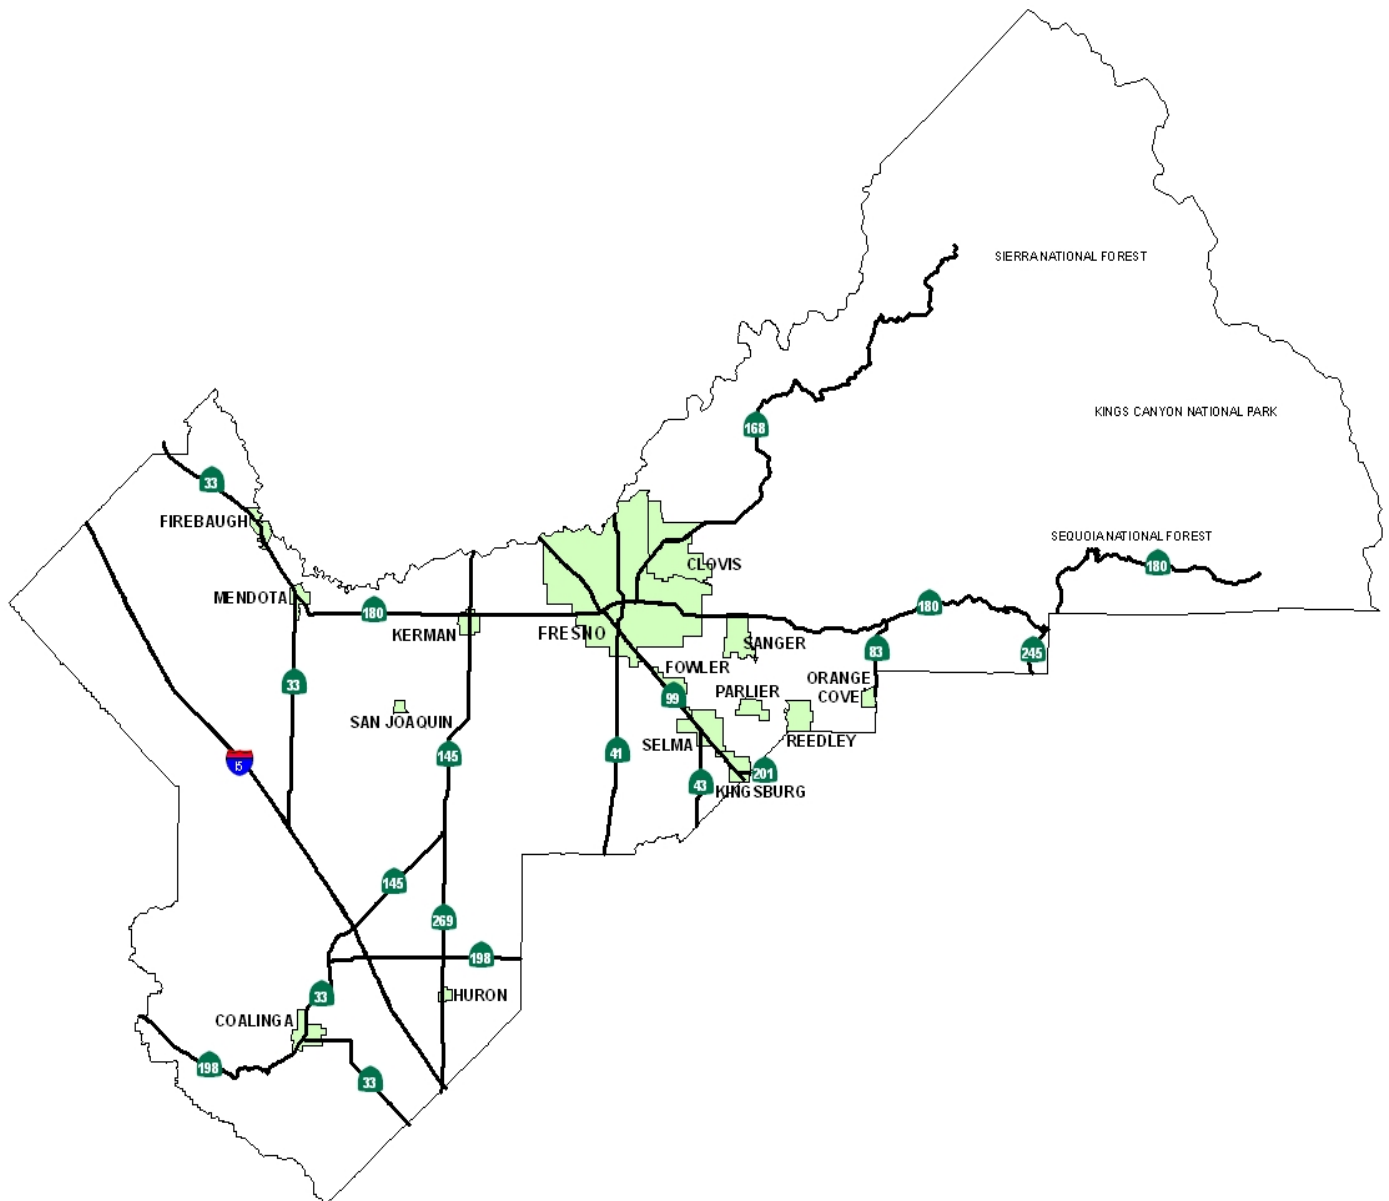 SIERRA NATIONAL FOREST
KINGS CANYON NATIONAL PARK
168
33
FIREBAUGH
SEQUOIA NATIONAL FOREST
180
CLOVIS
MENDOTA
180
180
KERMAN
FRESNO
SANGER
83
245
FOWLER
33
ORANGE
COVE
99
PARLIER
SAN JOAQUIN
SELMA
REEDLEY
145
41
I5
201
43
KINGSBURG
145
269
198
33
HURON
COALINGA
198
33